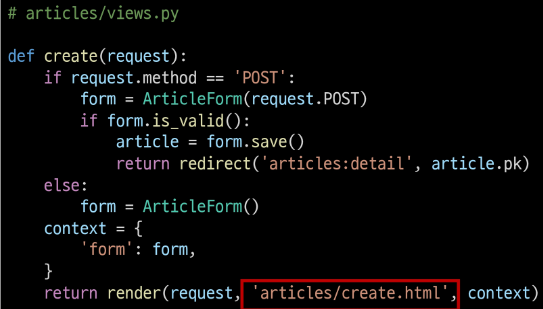 # articles/views.py
def create(request):
    if request.method == 'POST':
        form = ArticleForm(request.POST)
        if form.is_valid():
            article = form.save()
            return redirect('articles:detail', article.pk)
    else:
        form = ArticleForm()
    context = {
        'form': form,
    }
    return render(request, 'articles/create.html', context)